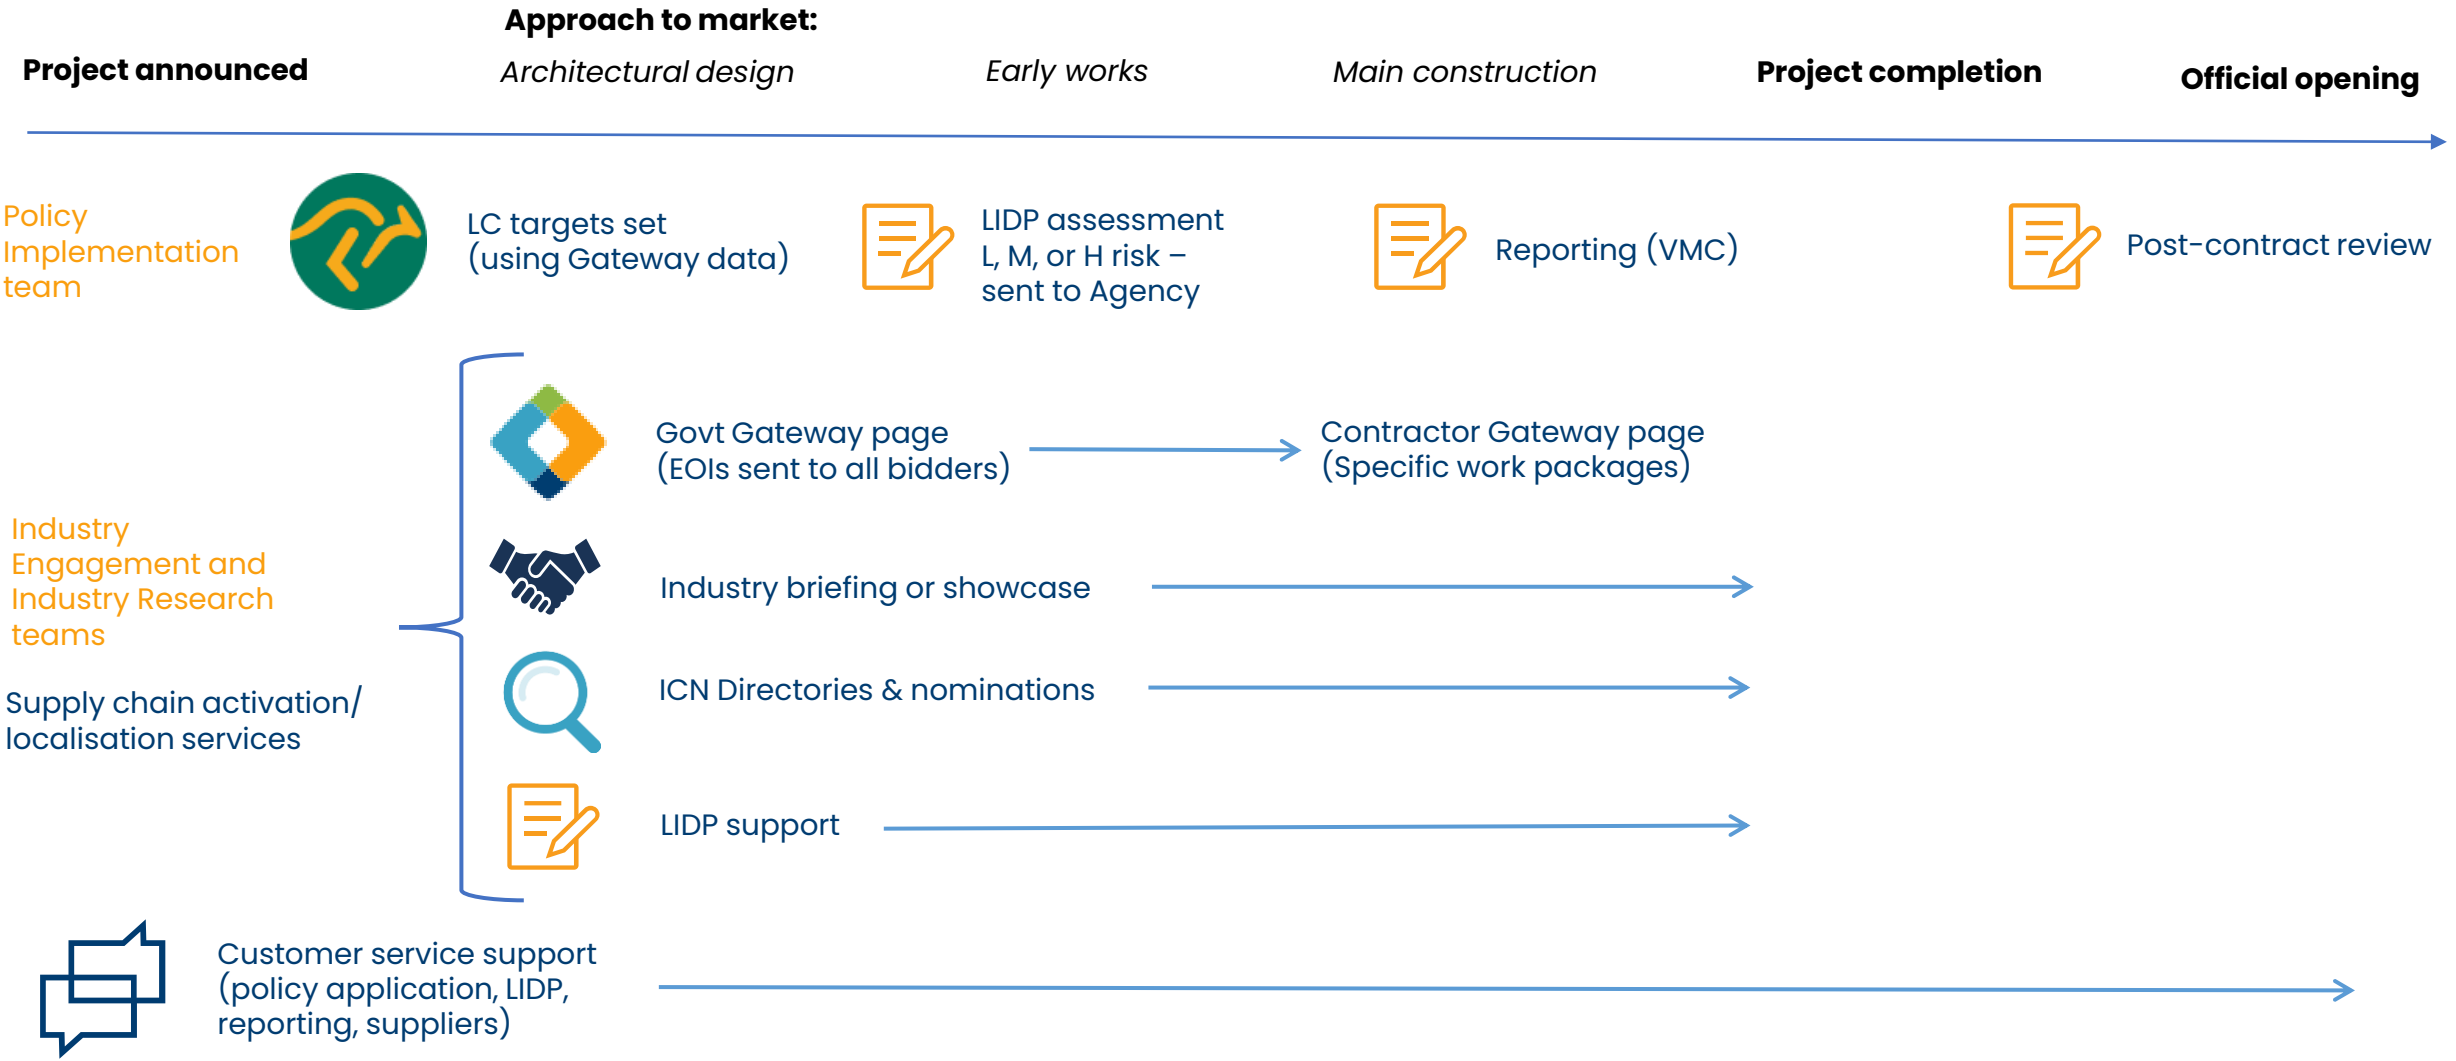 Approach to market:
Project announced
Architectural design
Early works
Main construction
Project completion
Official opening
Policy
Implementation
team
LC targets set
(using Gateway data)
LIDP assessment
L, M, or H risk –
sent to Agency
Reporting (VMC)
Post-contract review
Industry
Engagement and
Industry Research
teams
Supply chain activation/
localisation services
Govt Gateway page
(EOIs sent to all bidders)
Contractor Gateway page
(Specific work packages)
Industry briefing or showcase
ICN Directories & nominations
LIDP support
Customer service support
(policy application, LIDP,
reporting, suppliers)